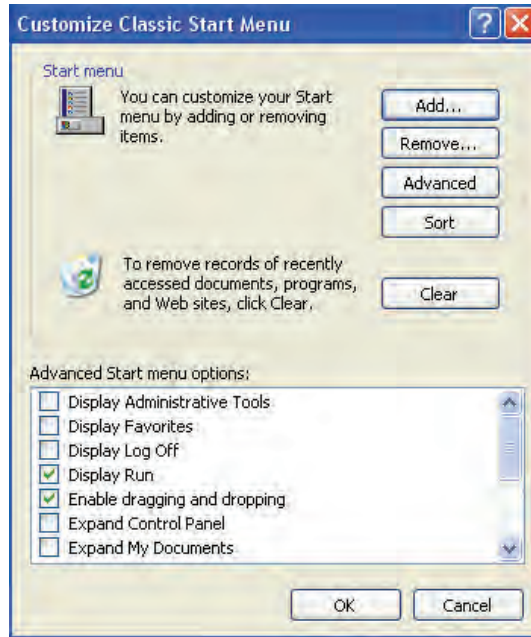 Customize Classic Start Menu
Start menu
You can customize your Start
menu by adding or removing
items.
Add...
Remove...
Advanced
Sort
To remove records of recently
accessed documents, programs,
and Web sites, click Clear.
Clear
Advanced Start menu options:
Display Administrative Tools
Display Favorites
Display Log Off
Display Run
Enable dragging and dropping
Expand Control Panel
Expand My Documents
OK
Cancel